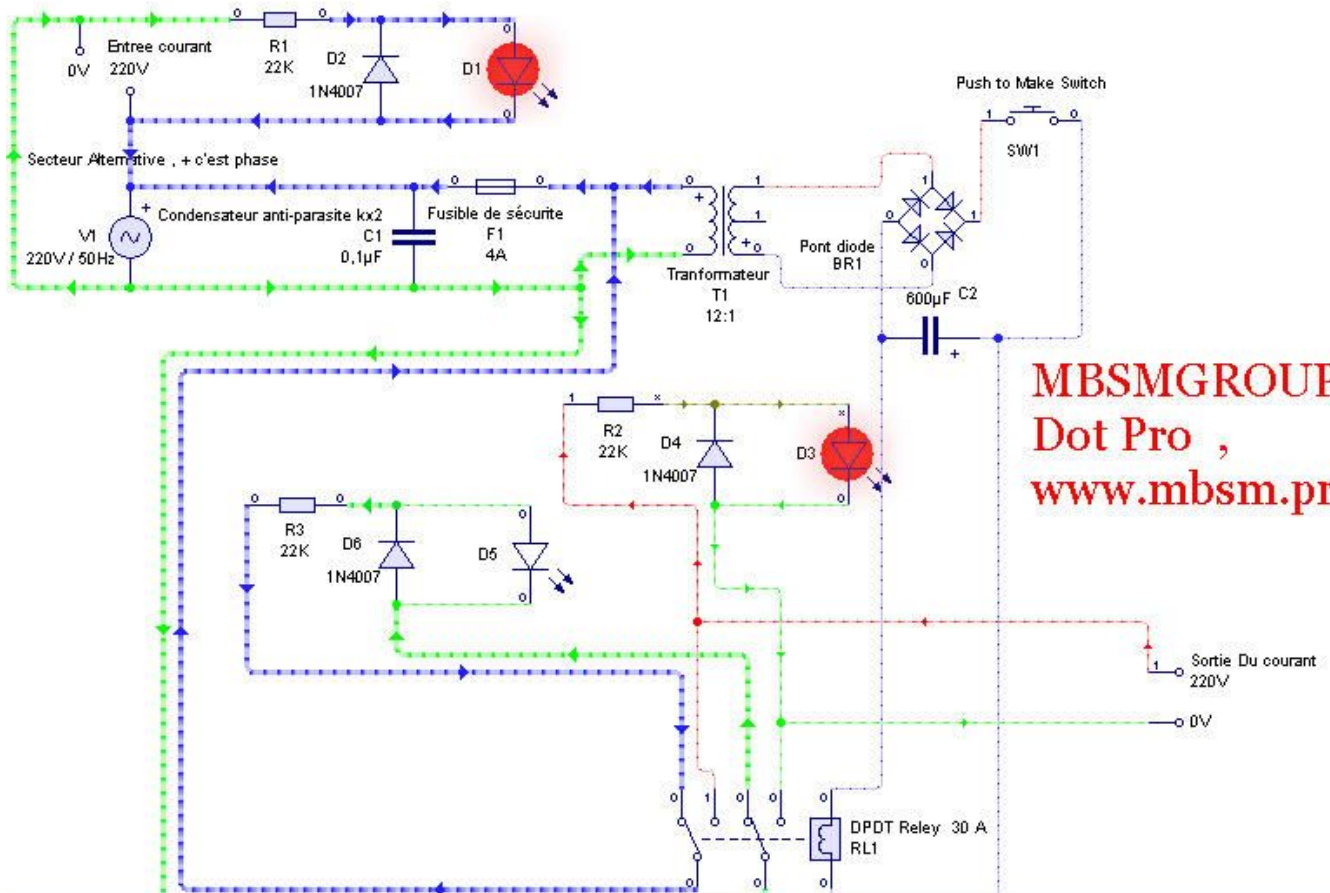 R1
22K
0V
Entree courant
220V
D2
1N4007
D1
Push to Make Switch
SW1
Secteur Alternative , + c'est phase
V1
220V / 50Hz
Condensateur anti-parasite kx2
C1
0,1µF
Fusible de sécurite
F1
4A
Tranformateur
T1
12:1
Pont diode
BR1
600µF C2
R2
22K
D4
1N4007
D3
MBSMGROUP
Dot Pro ,
www.mbsm.pr
R3
22K
D6
1N4007
D5
Sortie Du courant
220V
0V
DPDT Reley 30 A
RL1